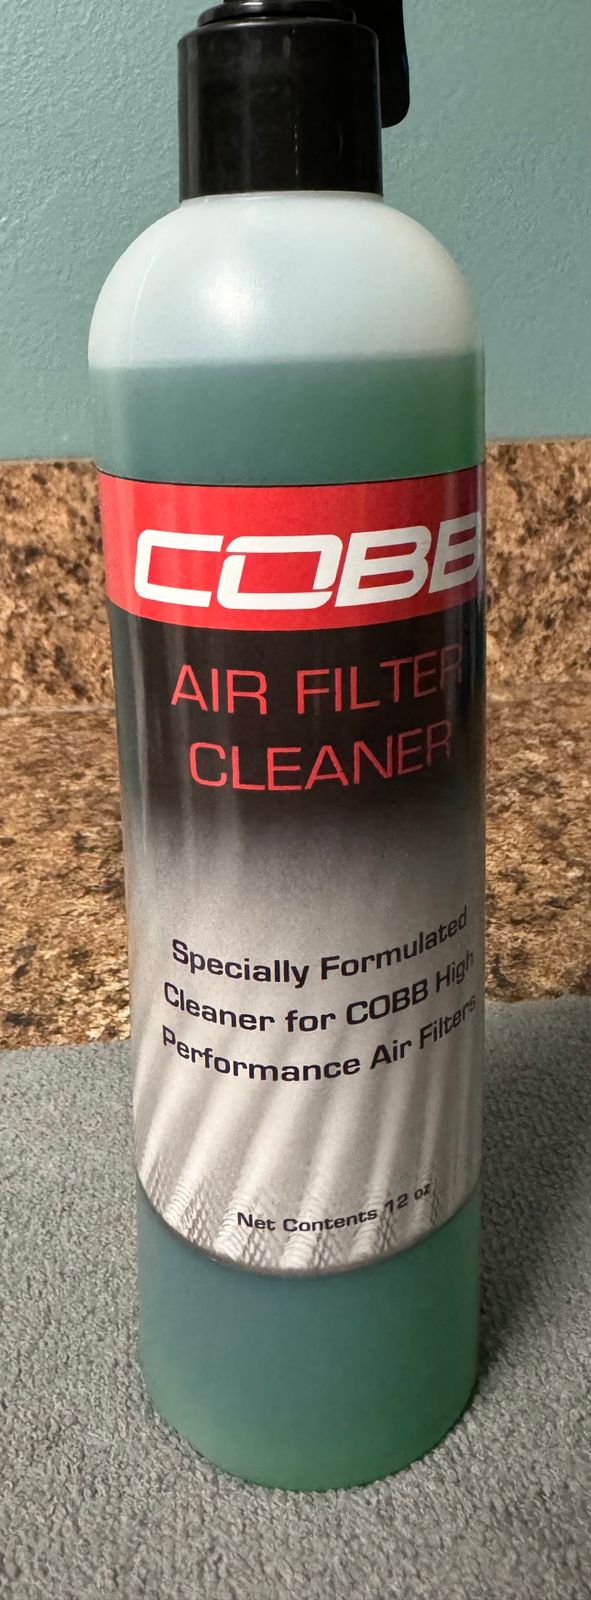 COBB
AIR FILTER
CLEANER
Specially Formulated
Cleaner for COBB High
Performance Air Filters
Net Contents 12 oz